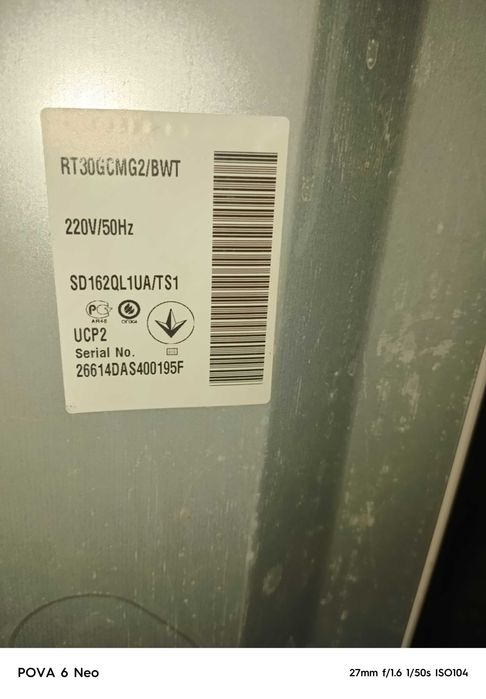 RT30GCMG2/BWT
220V/50Hz
SD162QL1UA/TS1
UCP2
Serial No.
26614DAS400195F
POVA 6 Neo
27mm f/1.6 1/50s ISO104